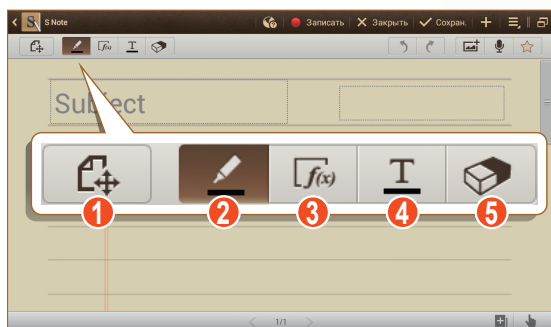 S S Note Записать Закрыть Сохран.
f(x) T
Subject
f(x) T
1 2 3 4 5
1/1